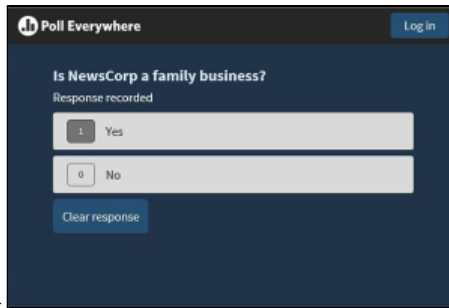 Poll Everywhere
Log in
Is NewsCorp a family business?
Response recorded
1 Yes
0 No
Clear response